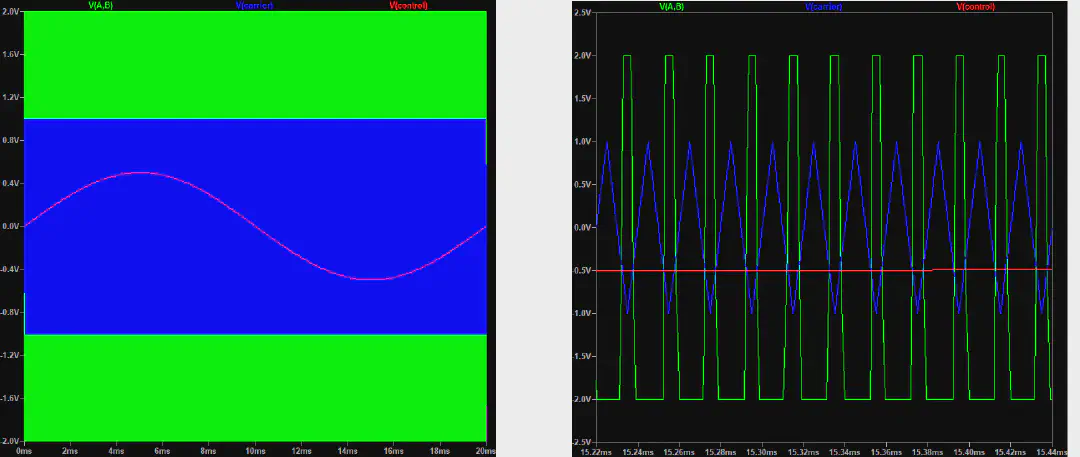 V(A,B) V(carrier) V(control)
2.0V
1.6V
1.2V
0.8V
0.4V
0.0V
-0.4V
-0.8V
-1.2V
-1.6V
-2.0V
0ms 2ms 4ms 6ms 8ms 10ms 12ms 14ms 16ms 18ms 20ms
V(A,B) V(carrier) V(control)
2.5V
2.0V
1.5V
1.0V
0.5V
0.0V
-0.5V
-1.0V
-1.5V
-2.0V
-2.5V
15.22ms 15.24ms 15.26ms 15.28ms 15.30ms 15.32ms 15.34ms 15.36ms 15.38ms 15.40ms 15.42ms 15.44ms